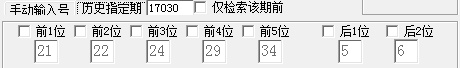 手动输入号 历史指定期 17030 仅检索该期前
前1位 前2位 前3位 前4位 前5位 后1位 后2位
21 22 24 29 34 5 6